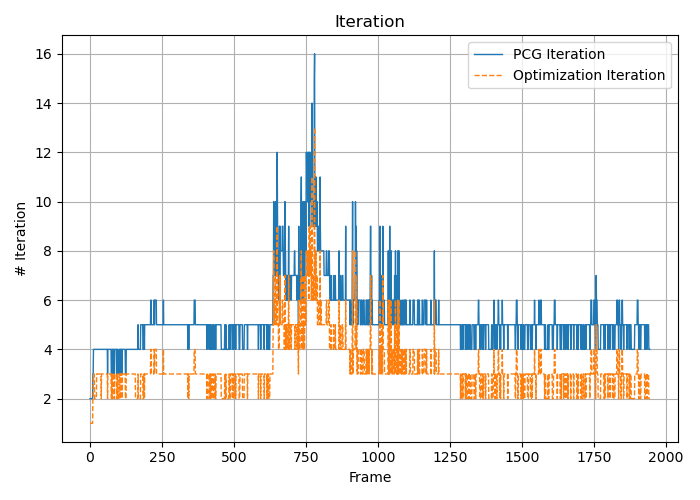 Iteration
PCG Iteration
Optimization Iteration
# Iteration
16
14
12
10
8
6
4
2
0 250 500 750 1000 1250 1500 1750 2000
Frame